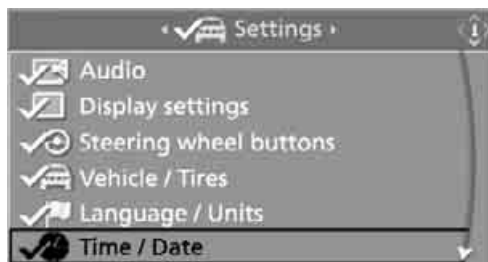 Settings
Audio
Display settings
Steering wheel buttons
Vehicle / Tires
Language / Units
Time / Date